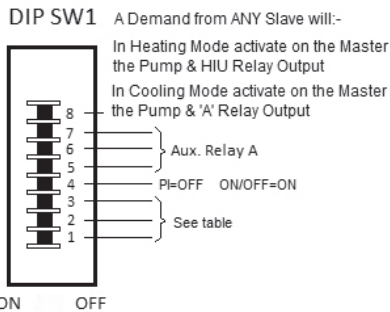 DIP SW1 A Demand from ANY Slave will:-
In Heating Mode activate on the Master
the Pump & HIU Relay Output
In Cooling Mode activate on the Master
the Pump & 'A' Relay Output
8
7
6 Aux. Relay A
5
4 PI=OFF ON/OFF=ON
3
2 See table
1
ON OFF